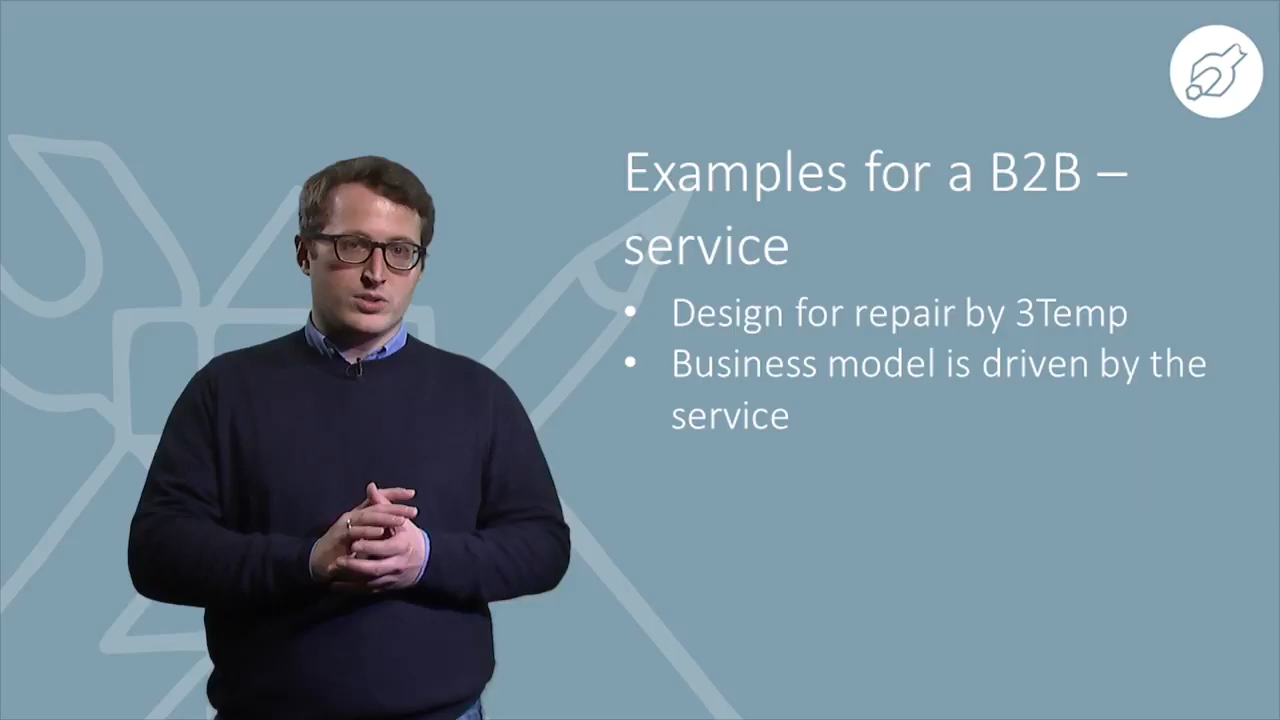 Examples for a B2B –
service
• Design for repair by 3Temp
• Business model is driven by the
service